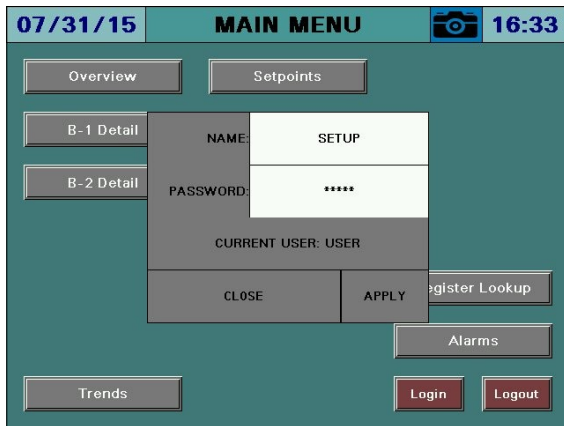 07/31/15 MAIN MENU 16:33
Overview Setpoints
B-1 Detail
NAME: SETUP
B-2 Detail
PASSWORD: *****
CURRENT USER: USER
CLOSE APPLY
egister Lookup
Alarms
Trends Login Logout